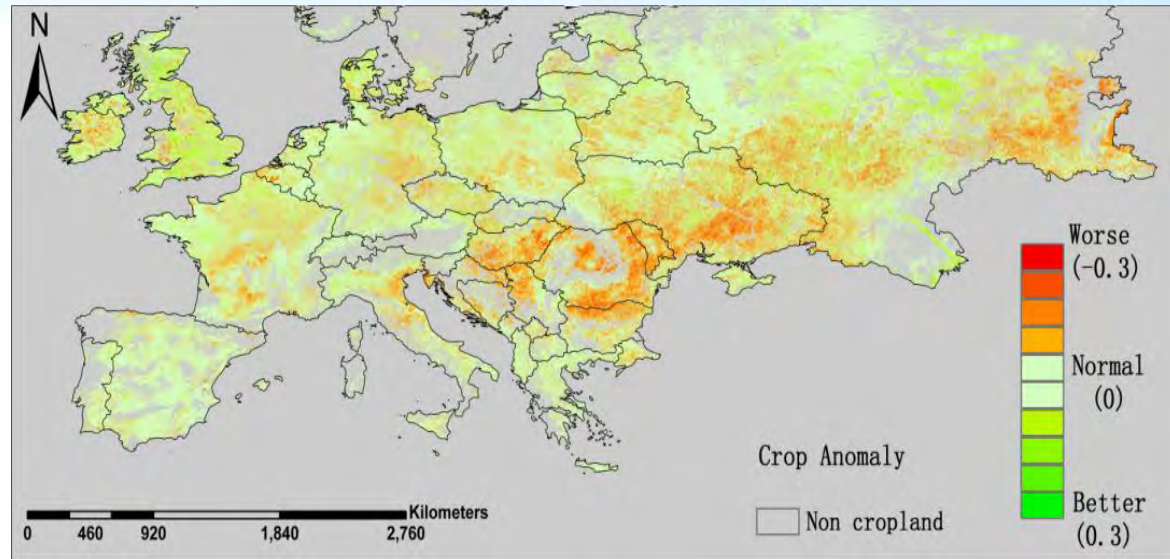 N
Worse
(-0.3)
Normal
(0)
Better
(0.3)
Crop Anomaly
Non cropland
Kilometers
0 460 920 1,840 2,760